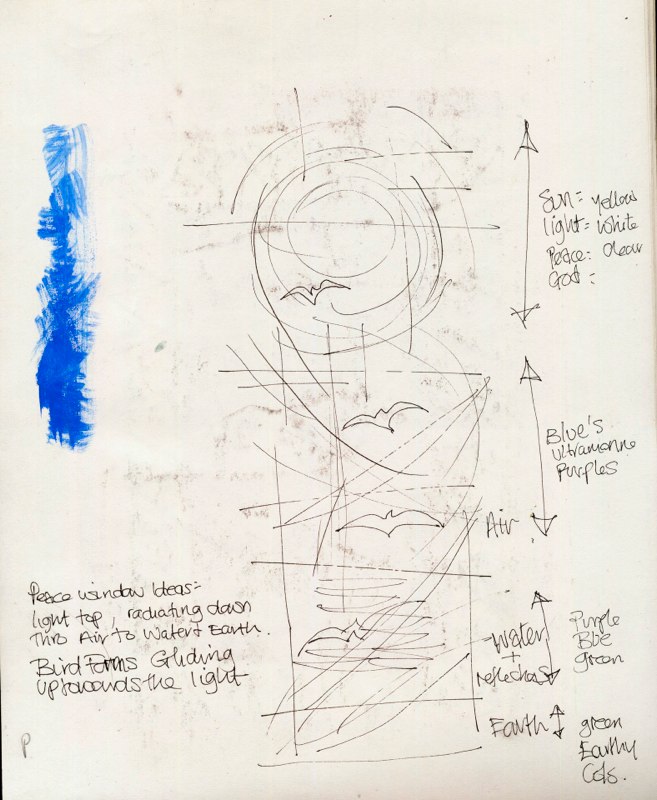 Sun = yellow
light = white
Peace: Clear
God :
Blue's
ultramarine
Purples
Air
Peace window Ideas =
light top, radiating down
Thro Air to Water & Earth.
Bird Forms Gliding
up towards the light
Water
+
reflections
Purple
Blue
green
Earth
green
Earthy
Cols.
P